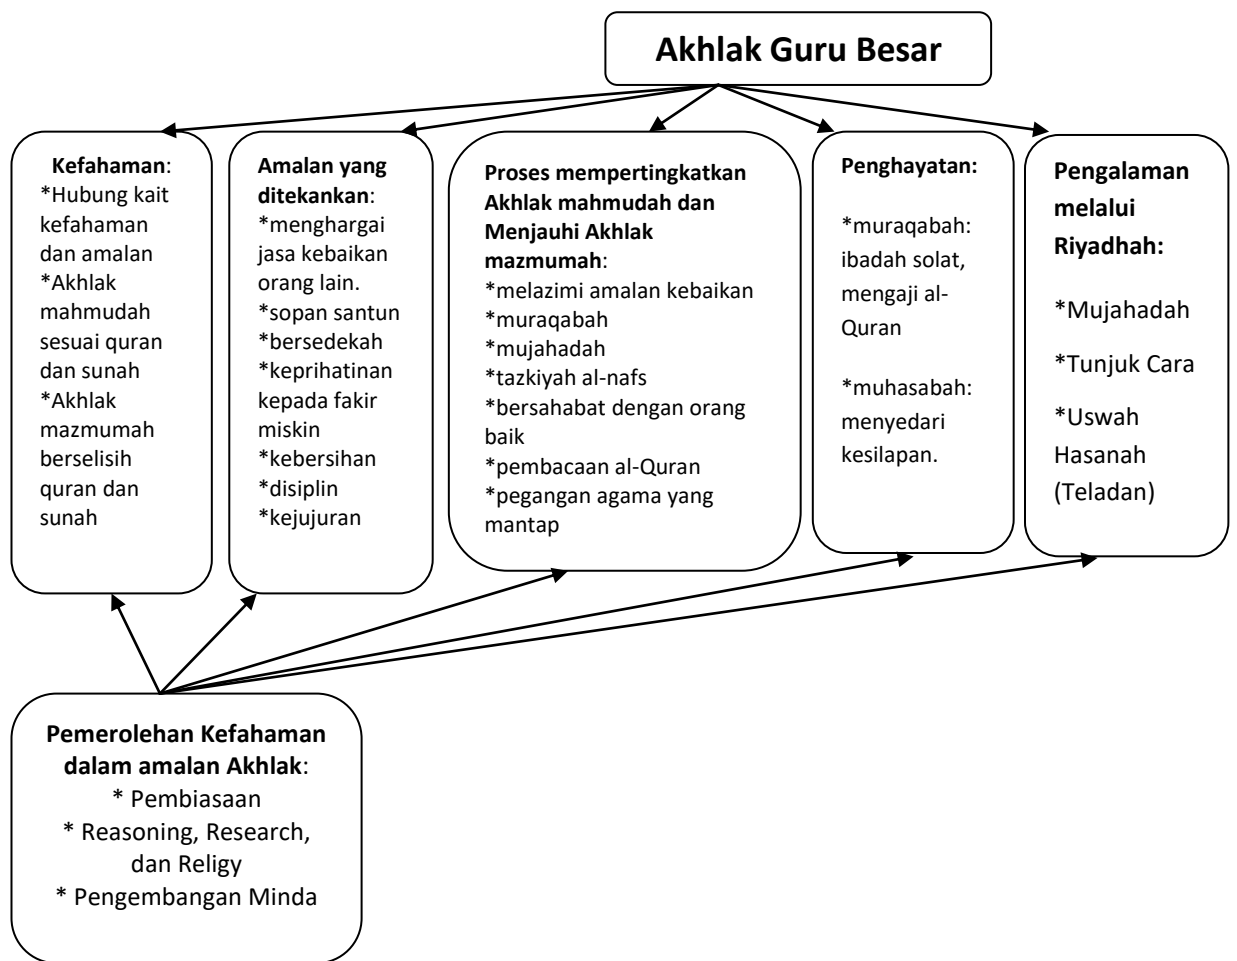 Akhlak Guru Besar
Kefahaman:
*Hubung kait
kefahaman
dan amalan
*Akhlak
mahmudah
sesuai quran
dan sunah
*Akhlak
mazmumah
berselisih
quran dan
sunah
Amalan yang
ditekankan:
*menghargai
jasa kebaikan
orang lain.
*sopan santun
*bersedekah
*keprihatinan
kepada fakir
miskin
*kebersihan
*disiplin
*kejujuran
Proses mempertingkatkan
Akhlak mahmudah dan
Menjauhi Akhlak
mazmumah:
*melazimi amalan kebaikan
*muraqabah
*mujahadah
*tazkiyah al-nafs
*bersahabat dengan orang
baik
*pembacaan al-Quran
*pegangan agama yang
mantap
Penghayatan:
*muraqabah:
ibadah solat,
mengaji al-
Quran
*muhasabah:
menyedari
kesilapan.
Pengalaman
melalui
Riyadhah:
*Mujahadah
*Tunjuk Cara
*Uswah
Hasanah
(Teladan)
Pemerolehan Kefahaman
dalam amalan Akhlak:
* Pembiasaan
* Reasoning, Research,
dan Religy
* Pengembangan Minda